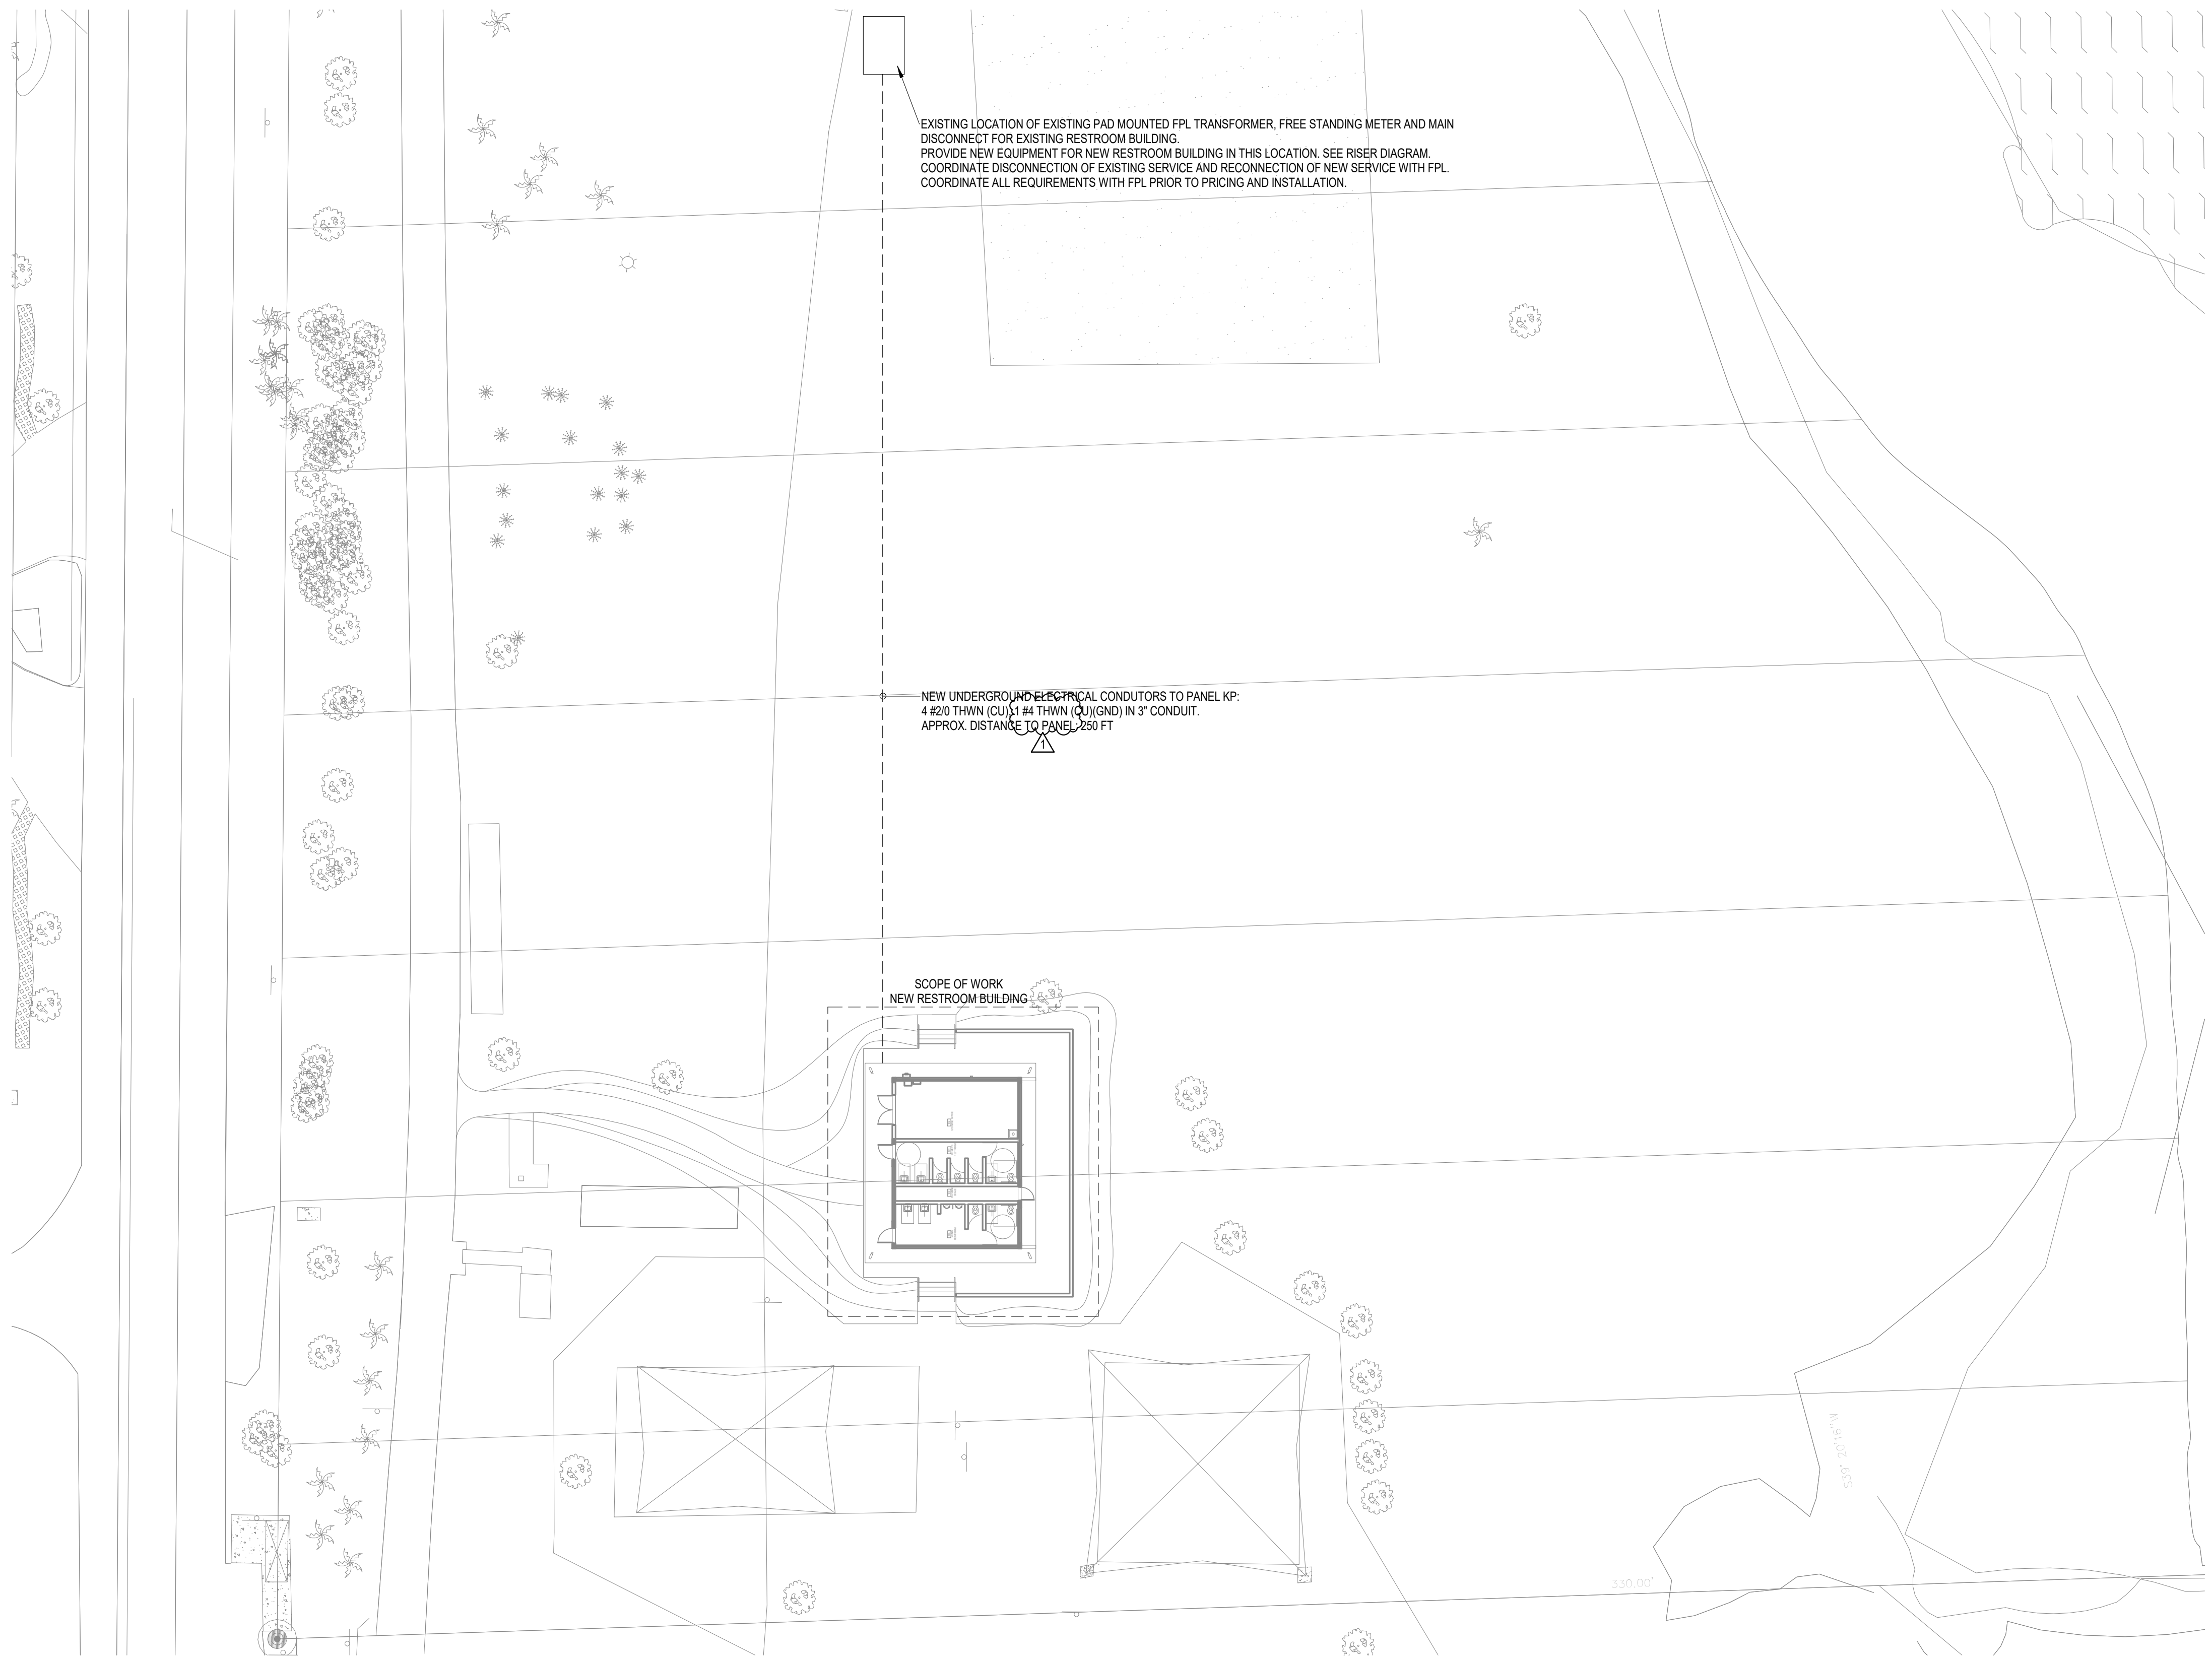 EXISTING LOCATION OF EXISTING PAD MOUNTED FPL TRANSFORMER, FREE STANDING METER AND MAIN
DISCONNECT FOR EXISTING RESTROOM BUILDING.
PROVIDE NEW EQUIPMENT FOR NEW RESTROOM BUILDING IN THIS LOCATION. SEE RISER DIAGRAM.
COORDINATE DISCONNECTION OF EXISTING SERVICE AND RECONNECTION OF NEW SERVICE WITH FPL.
COORDINATE ALL REQUIREMENTS WITH FPL PRIOR TO PRICING AND INSTALLATION.
NEW UNDERGROUND ELECTRICAL CONDUTORS TO PANEL KP:
4 #2/0 THWN (CU), 1 #4 THWN (CU)(GND) IN 3" CONDUIT.
APPROX. DISTANCE TO PANEL: 250 FT
1
SCOPE OF WORK
NEW RESTROOM BUILDING
330.00'